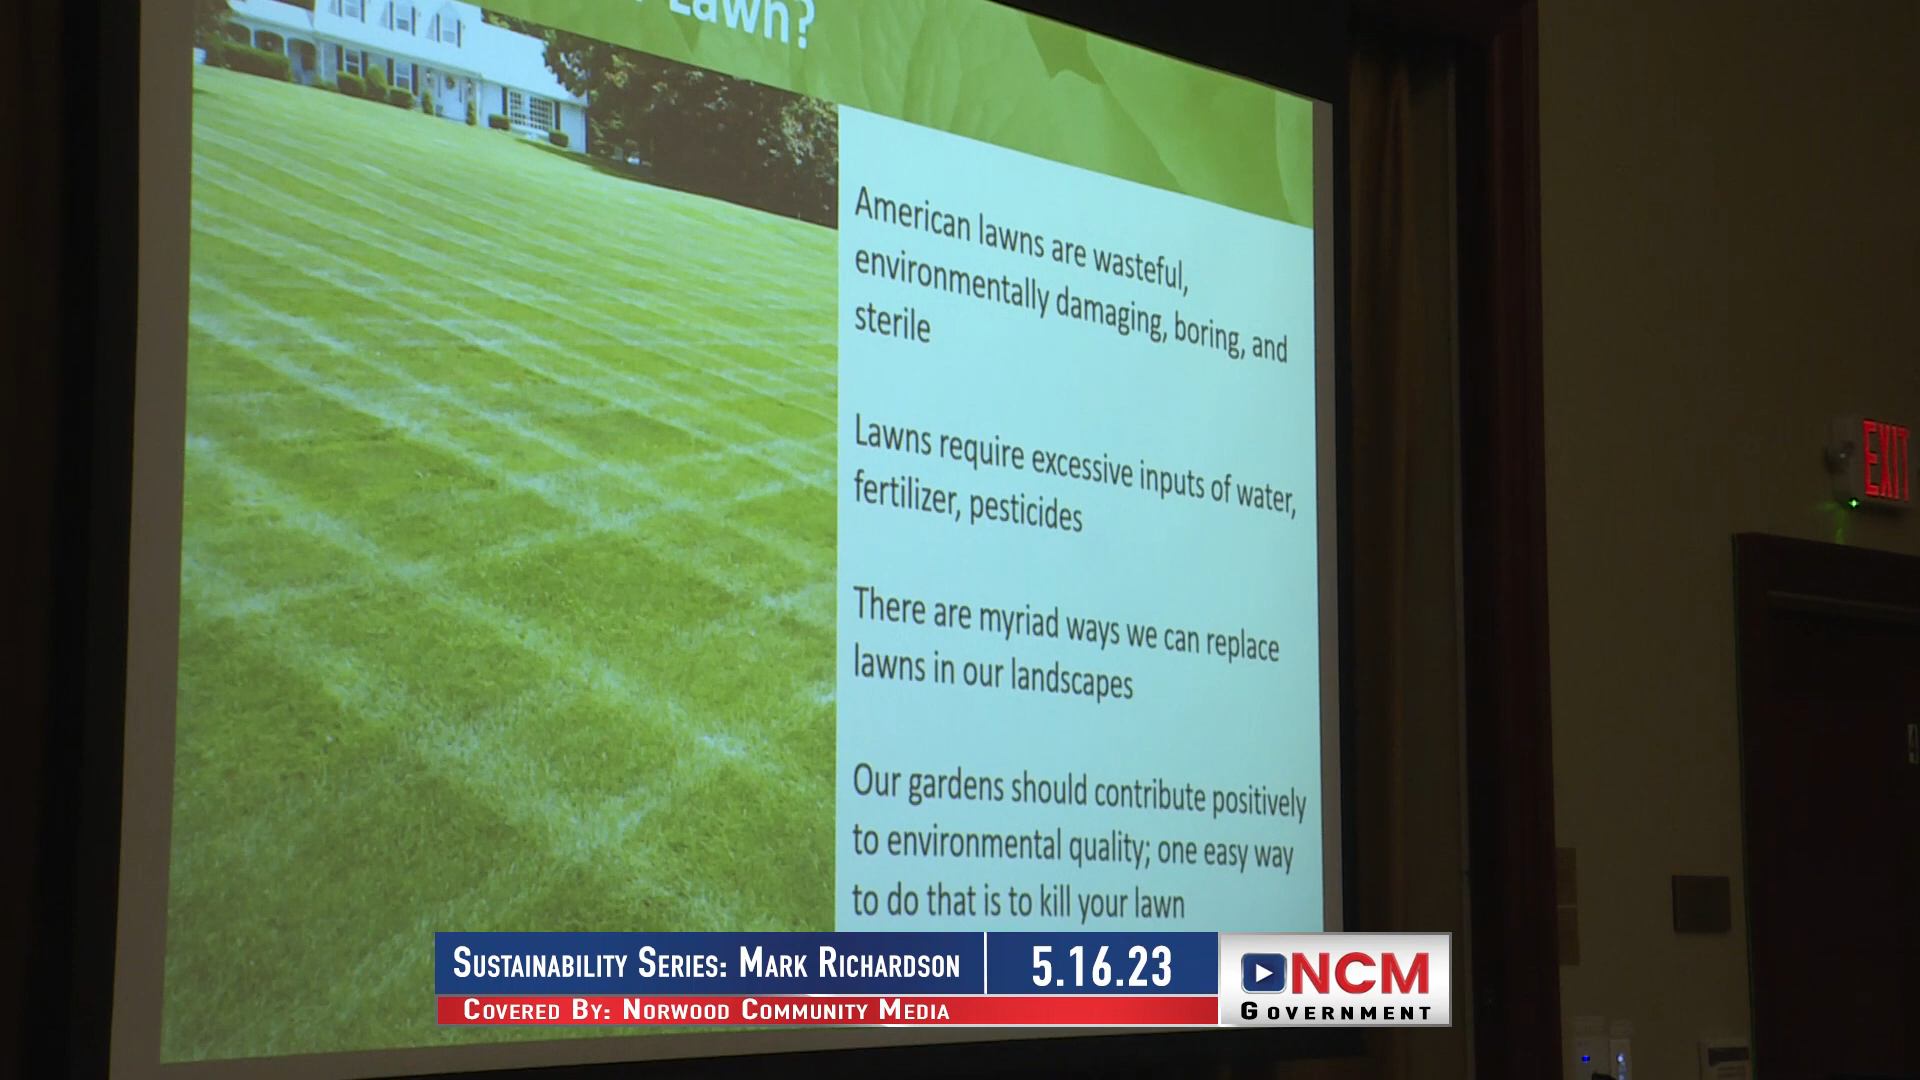 Lawn?
American lawns are wasteful,
environmentally damaging, boring, and
sterile
Lawns require excessive inputs of water,
fertilizer, pesticides
There are myriad ways we can replace
lawns in our landscapes
Our gardens should contribute positively
to environmental quality; one easy way
to do that is to kill your lawn
EXIT
Sustainability Series: Mark Richardson
5.16.23
NCM
Government
Covered By: Norwood Community Media